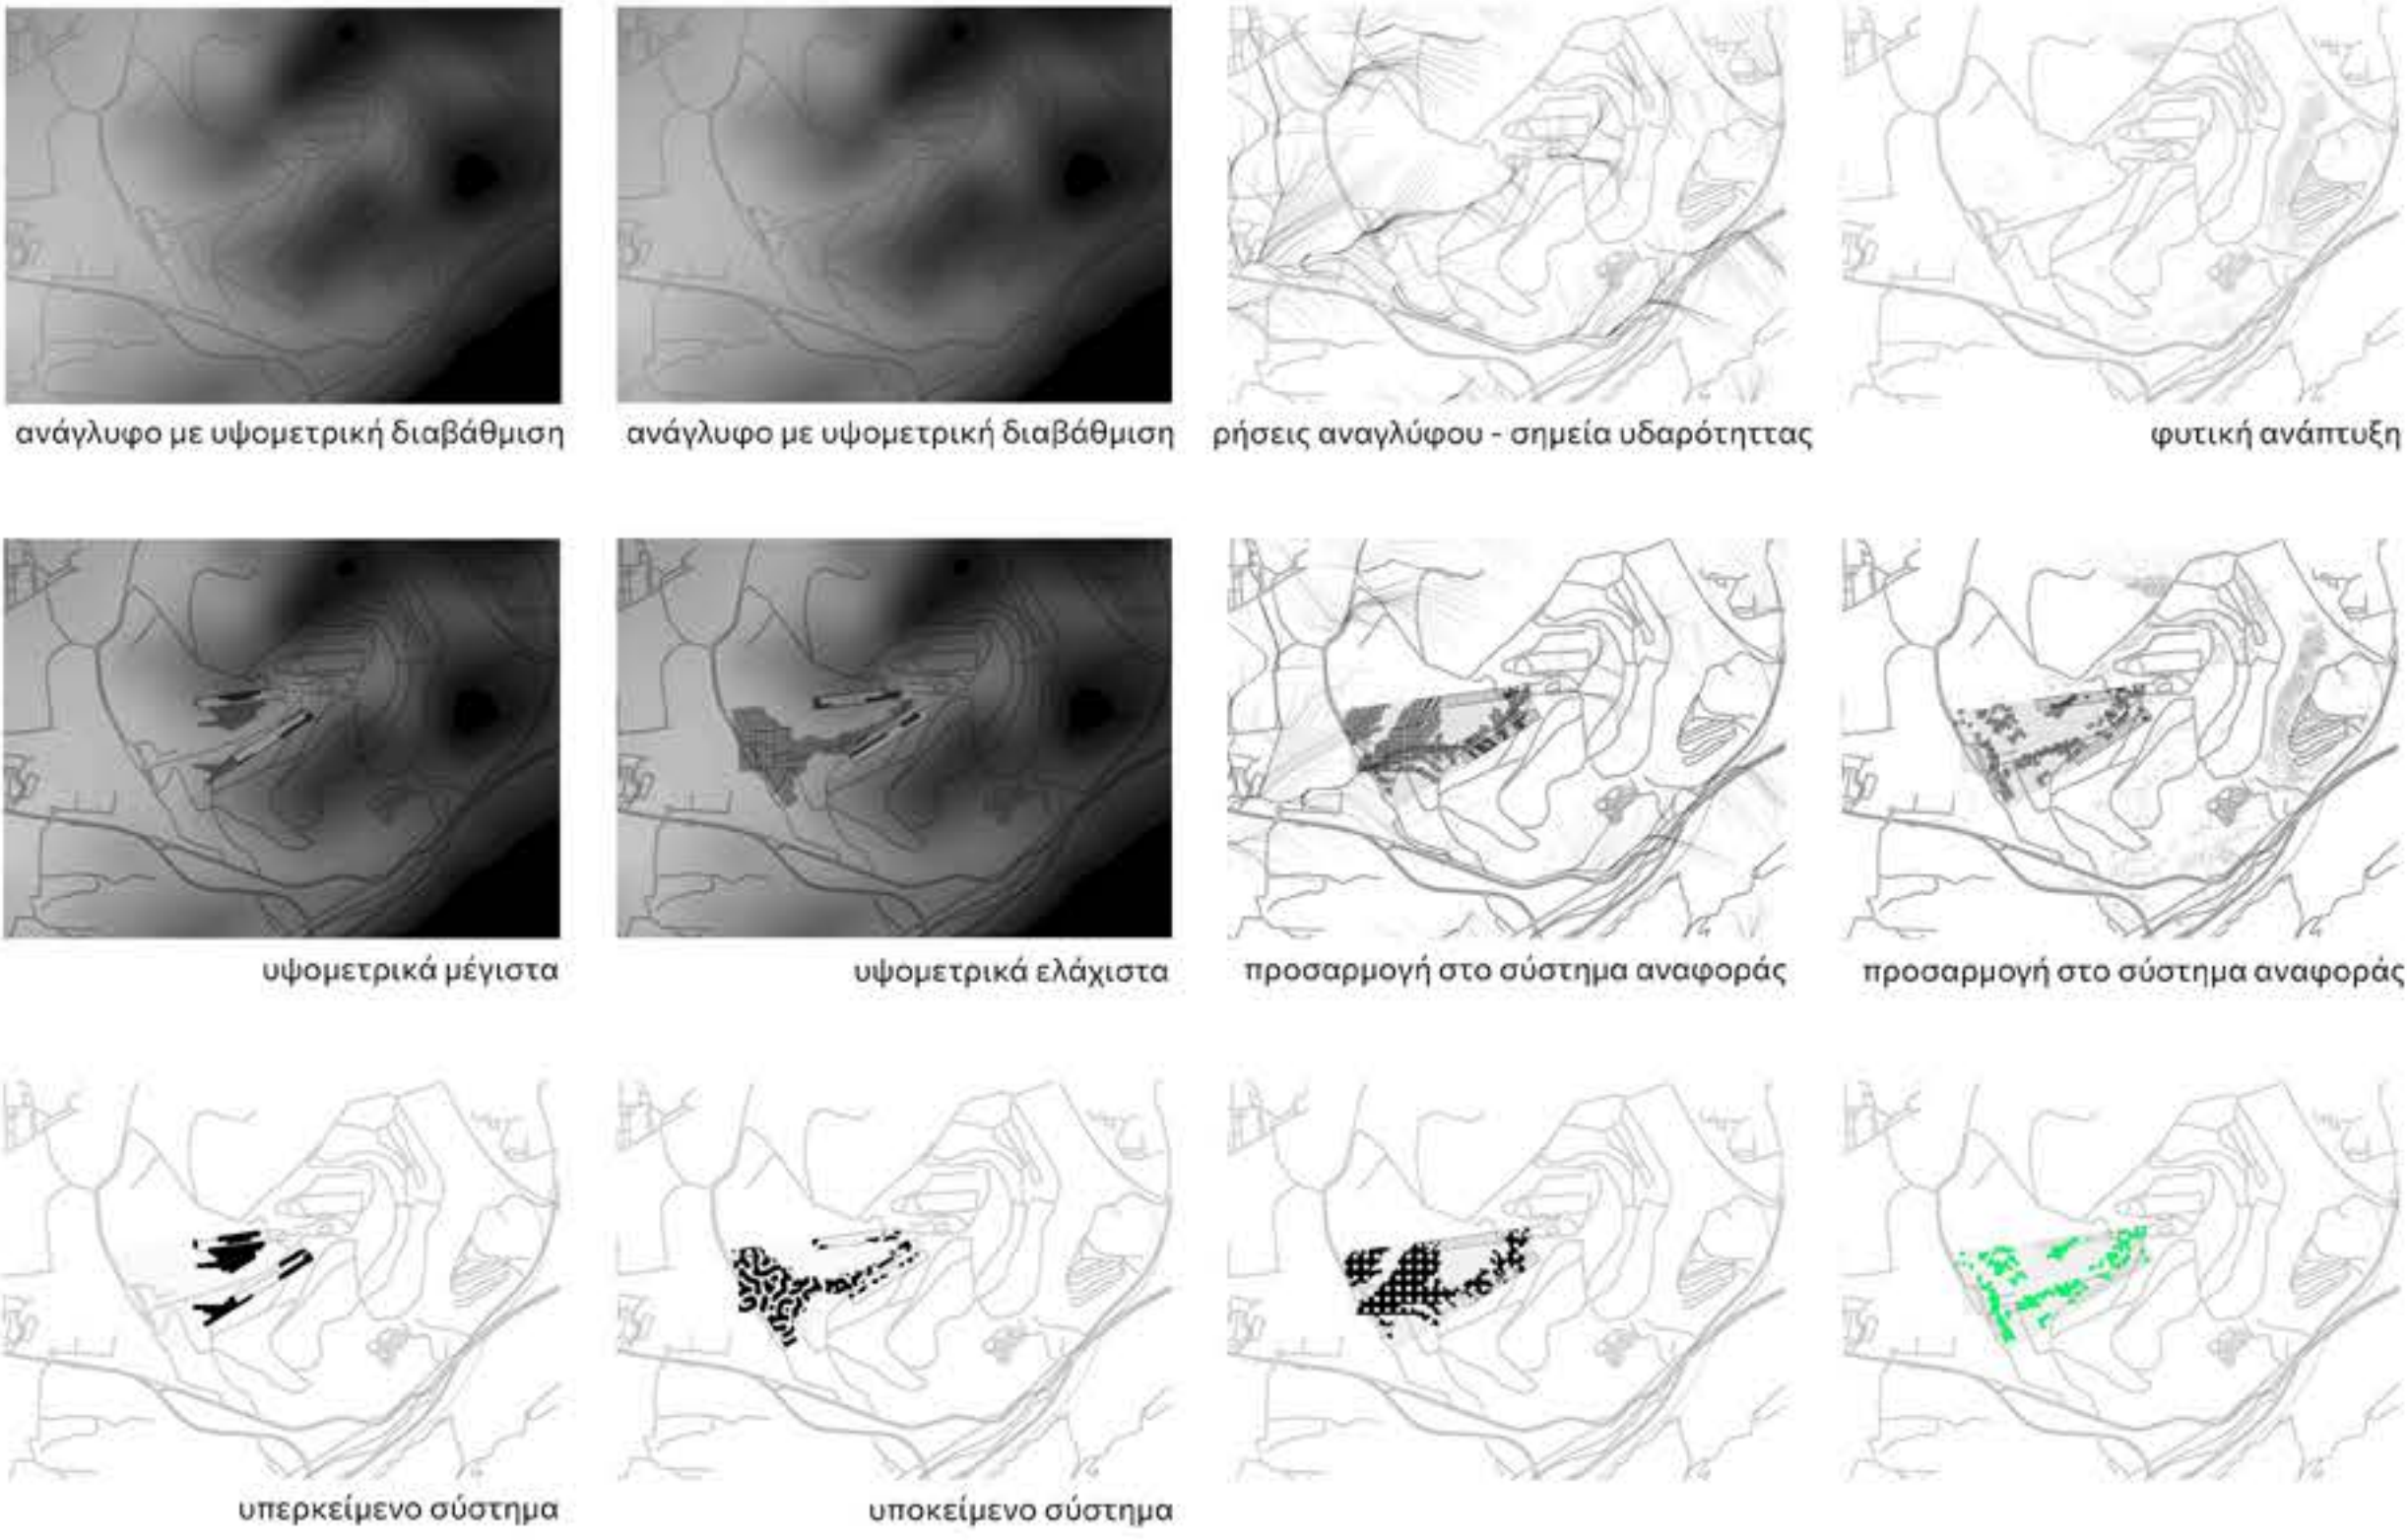 ανάγλυφο με υψομετρική διαβάθμιση
ανάγλυφο με υψομετρική διαβάθμιση
ρήσεις αναγλύφου - σημεία υδαρότηττας
φυτική ανάπτυξη
υψομετρικά μέγιστα
υψομετρικά ελάχιστα
προσαρμογή στο σύστημα αναφοράς
προσαρμογή στο σύστημα αναφοράς
υπερκείμενο σύστημα
υποκείμενο σύστημα